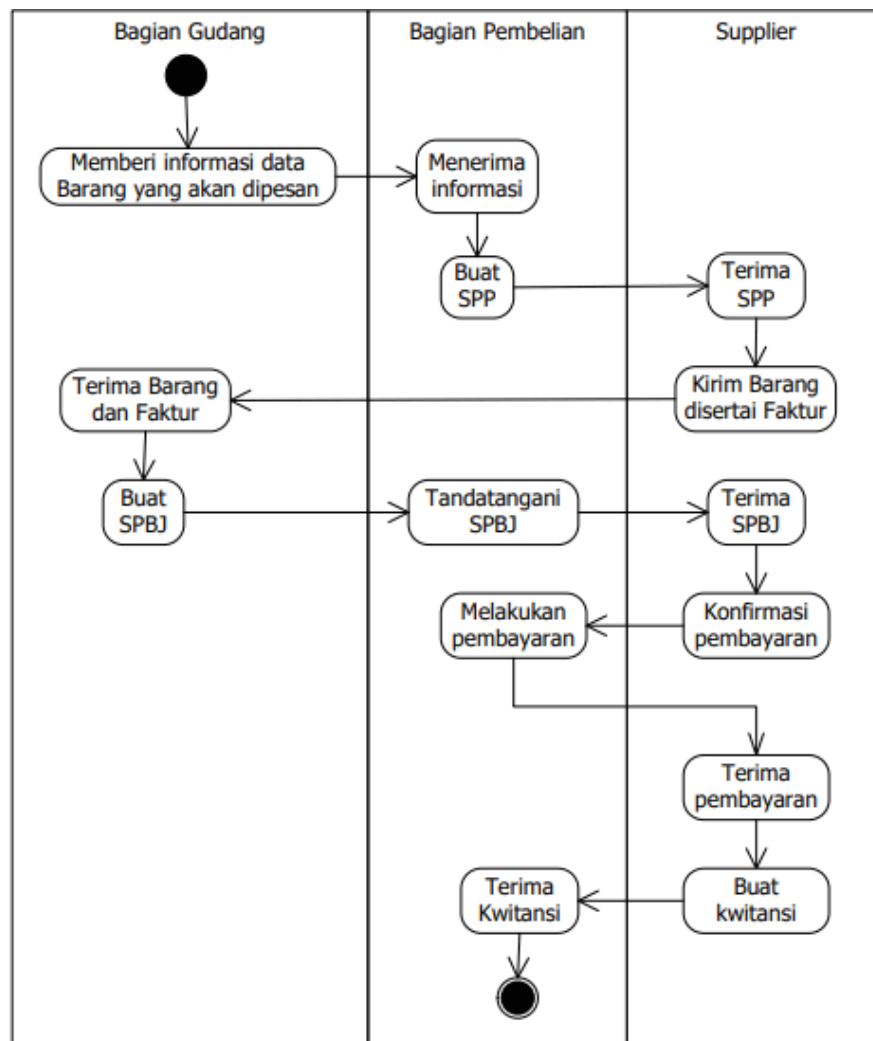 Bagian Gudang
Bagian Pembelian
Supplier
Memberi informasi data
Barang yang akan dipesan
Menerima
informasi
Buat
SPP
Terima
SPP
Kirim Barang
disertai Faktur
Terima Barang
dan Faktur
Buat
SPBJ
Tandatangani
SPBJ
Terima
SPBJ
Konfirmasi
pembayaran
Melakukan
pembayaran
Terima
pembayaran
Buat
kwitansi
Terima
Kwitansi